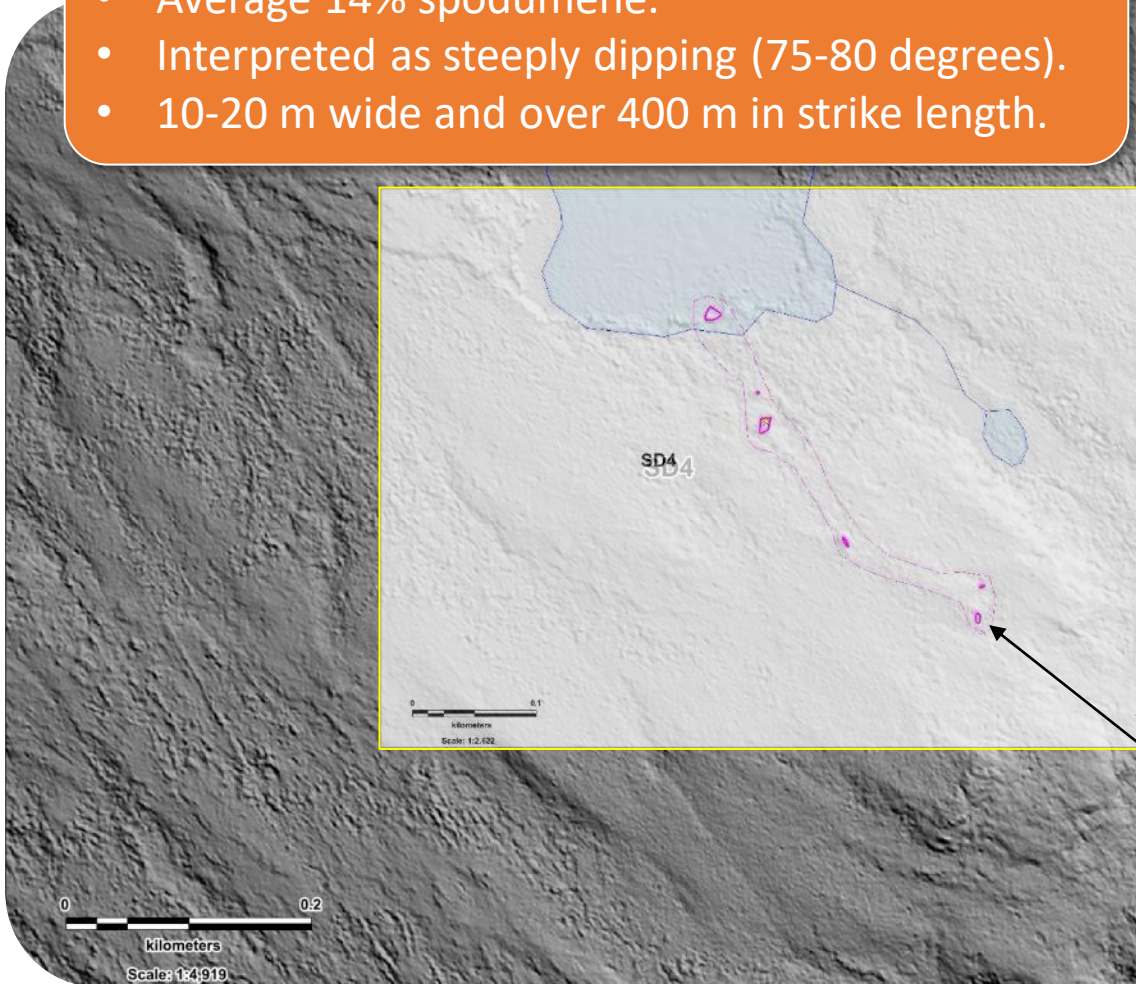 • Average 14% spodumene.
• Interpreted as steeply dipping (75-80 degrees).
• 10-20 m wide and over 400 m in strike length.
SD4
SD4
0 0.1
kilometers
Scale: 1:2,622
0 0.2
kilometers
Scale: 1:4,919